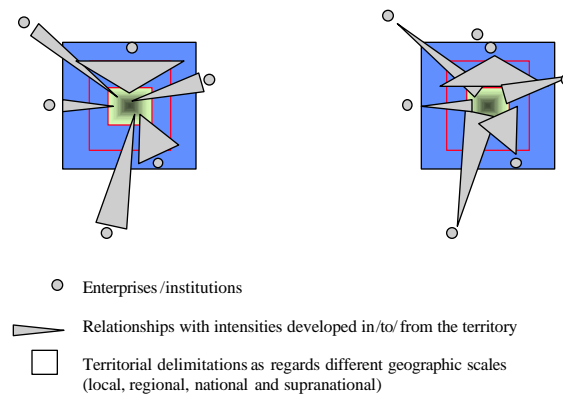 Enterprises/institutions
Relationships with intensities developed in/to/from the territory
Territorial delimitations as regards different geographic scales
(local, regional, national and supranational)